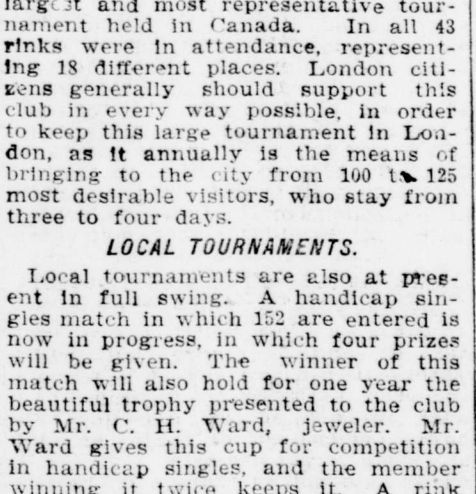 largest and most representative tour-
nament held in Canada. In all 43
rinks were in attendance, represent-
ing 18 different places. London citi-
zens generally should support this
club in every way possible, in order
to keep this large tournament in Lon-
don, as it annually is the means of
bringing to the city from 100 to 125
most desirable visitors, who stay from
three to four days.
LOCAL TOURNAMENTS.
Local tournaments are also at pres-
ent in full swing. A handicap sin-
gles match in which 152 are entered is
now in progress, in which four prizes
will be given. The winner of this
match will also hold for one year the
beautiful trophy presented to the club
by Mr. C. H. Ward, jeweler. Mr.
Ward gives this cup for competition
in handicap singles, and the member
winning it twice keeps it. A rink